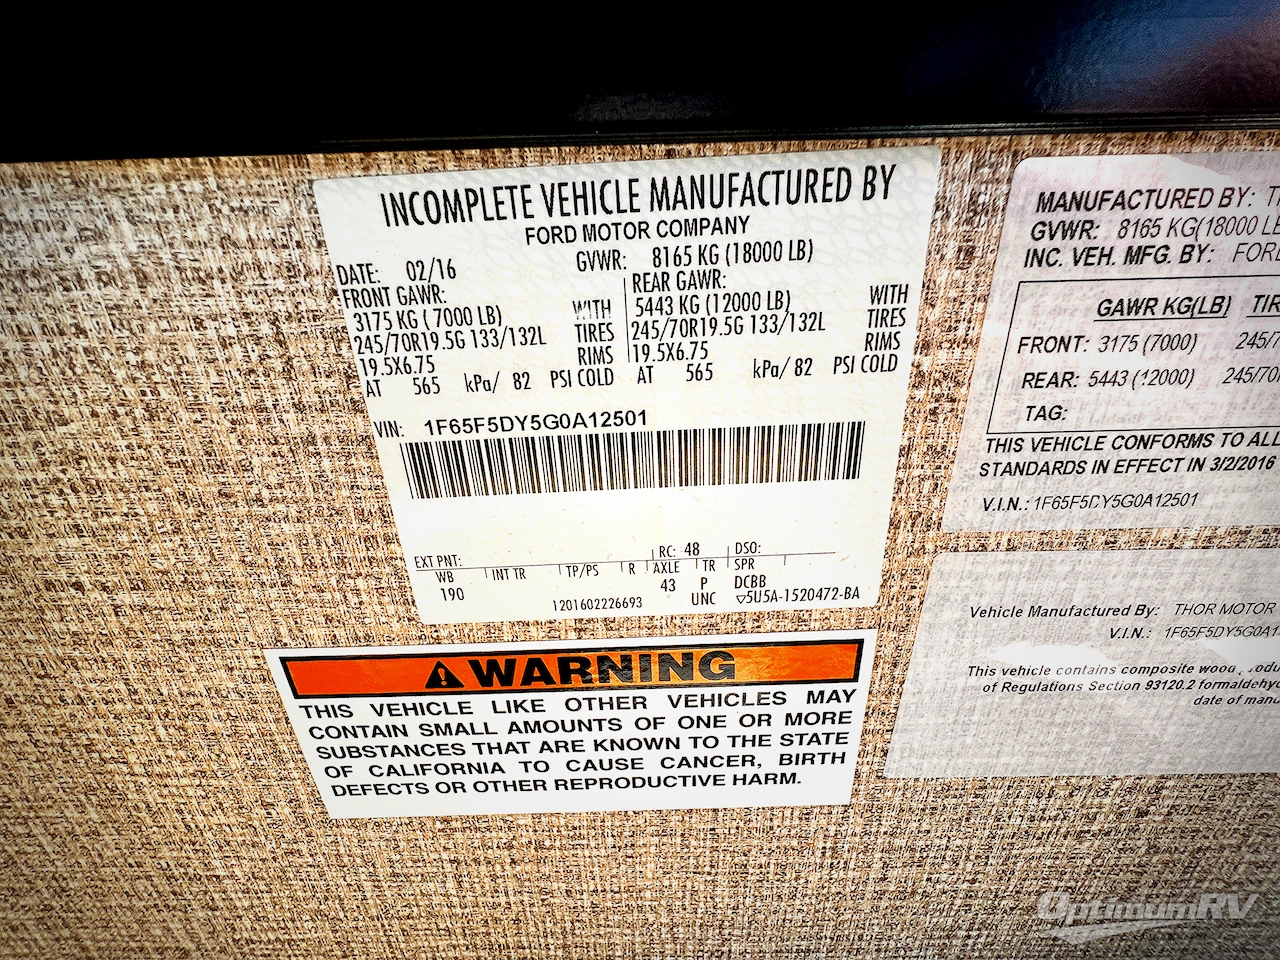 INCOMPLETE VEHICLE MANUFACTURED BY
FORD MOTOR COMPANY
DATE: 02/16 GVWR: 8165 KG (18000 LB)
FRONT GAWR: REAR GAWR:
3175 KG ( 7000 LB) WITH 5443 KG (12000 LB) WITH
245/70R19.5G 133/132L TIRES 245/70R19.5G 133/132L TIRES
19.5X6.75 RIMS 19.5X6.75 RIMS
AT 565 kPa/ 82 PSI COLD AT 565 kPa/ 82 PSI COLD
VIN: 1F65F5DY5G0A12501
EXT PNT: RC: 48 DSO:
WB INT TR TP/PS R AXLE TR SPR
190 43 P DCBB
1201602226693 UNC ▽5U5A-1520472-BA
⚠WARNING
THIS VEHICLE LIKE OTHER VEHICLES MAY
CONTAIN SMALL AMOUNTS OF ONE OR MORE
SUBSTANCES THAT ARE KNOWN TO THE STATE
OF CALIFORNIA TO CAUSE CANCER, BIRTH
DEFECTS OR OTHER REPRODUCTIVE HARM.
MANUFACTURED BY:
GVWR: 8165 KG(18000
INC. VEH. MFG. BY: FORD
GAWR KG(LB)
FRONT: 3175 (7000) 245/7
REAR: 5443 (12000) 245/70
TAG:
THIS VEHICLE CONFORMS TO ALL
STANDARDS IN EFFECT IN 3/2/2016
V.I.N.: 1F65F5DY5G0A12501
Vehicle Manufactured By: THOR MOTOR
V.I.N.: 1F65F5DY5G0A1
This vehicle contains composite wood
of Regulations Section 93120.2 formaldehyd
date of manu
OptimumRV